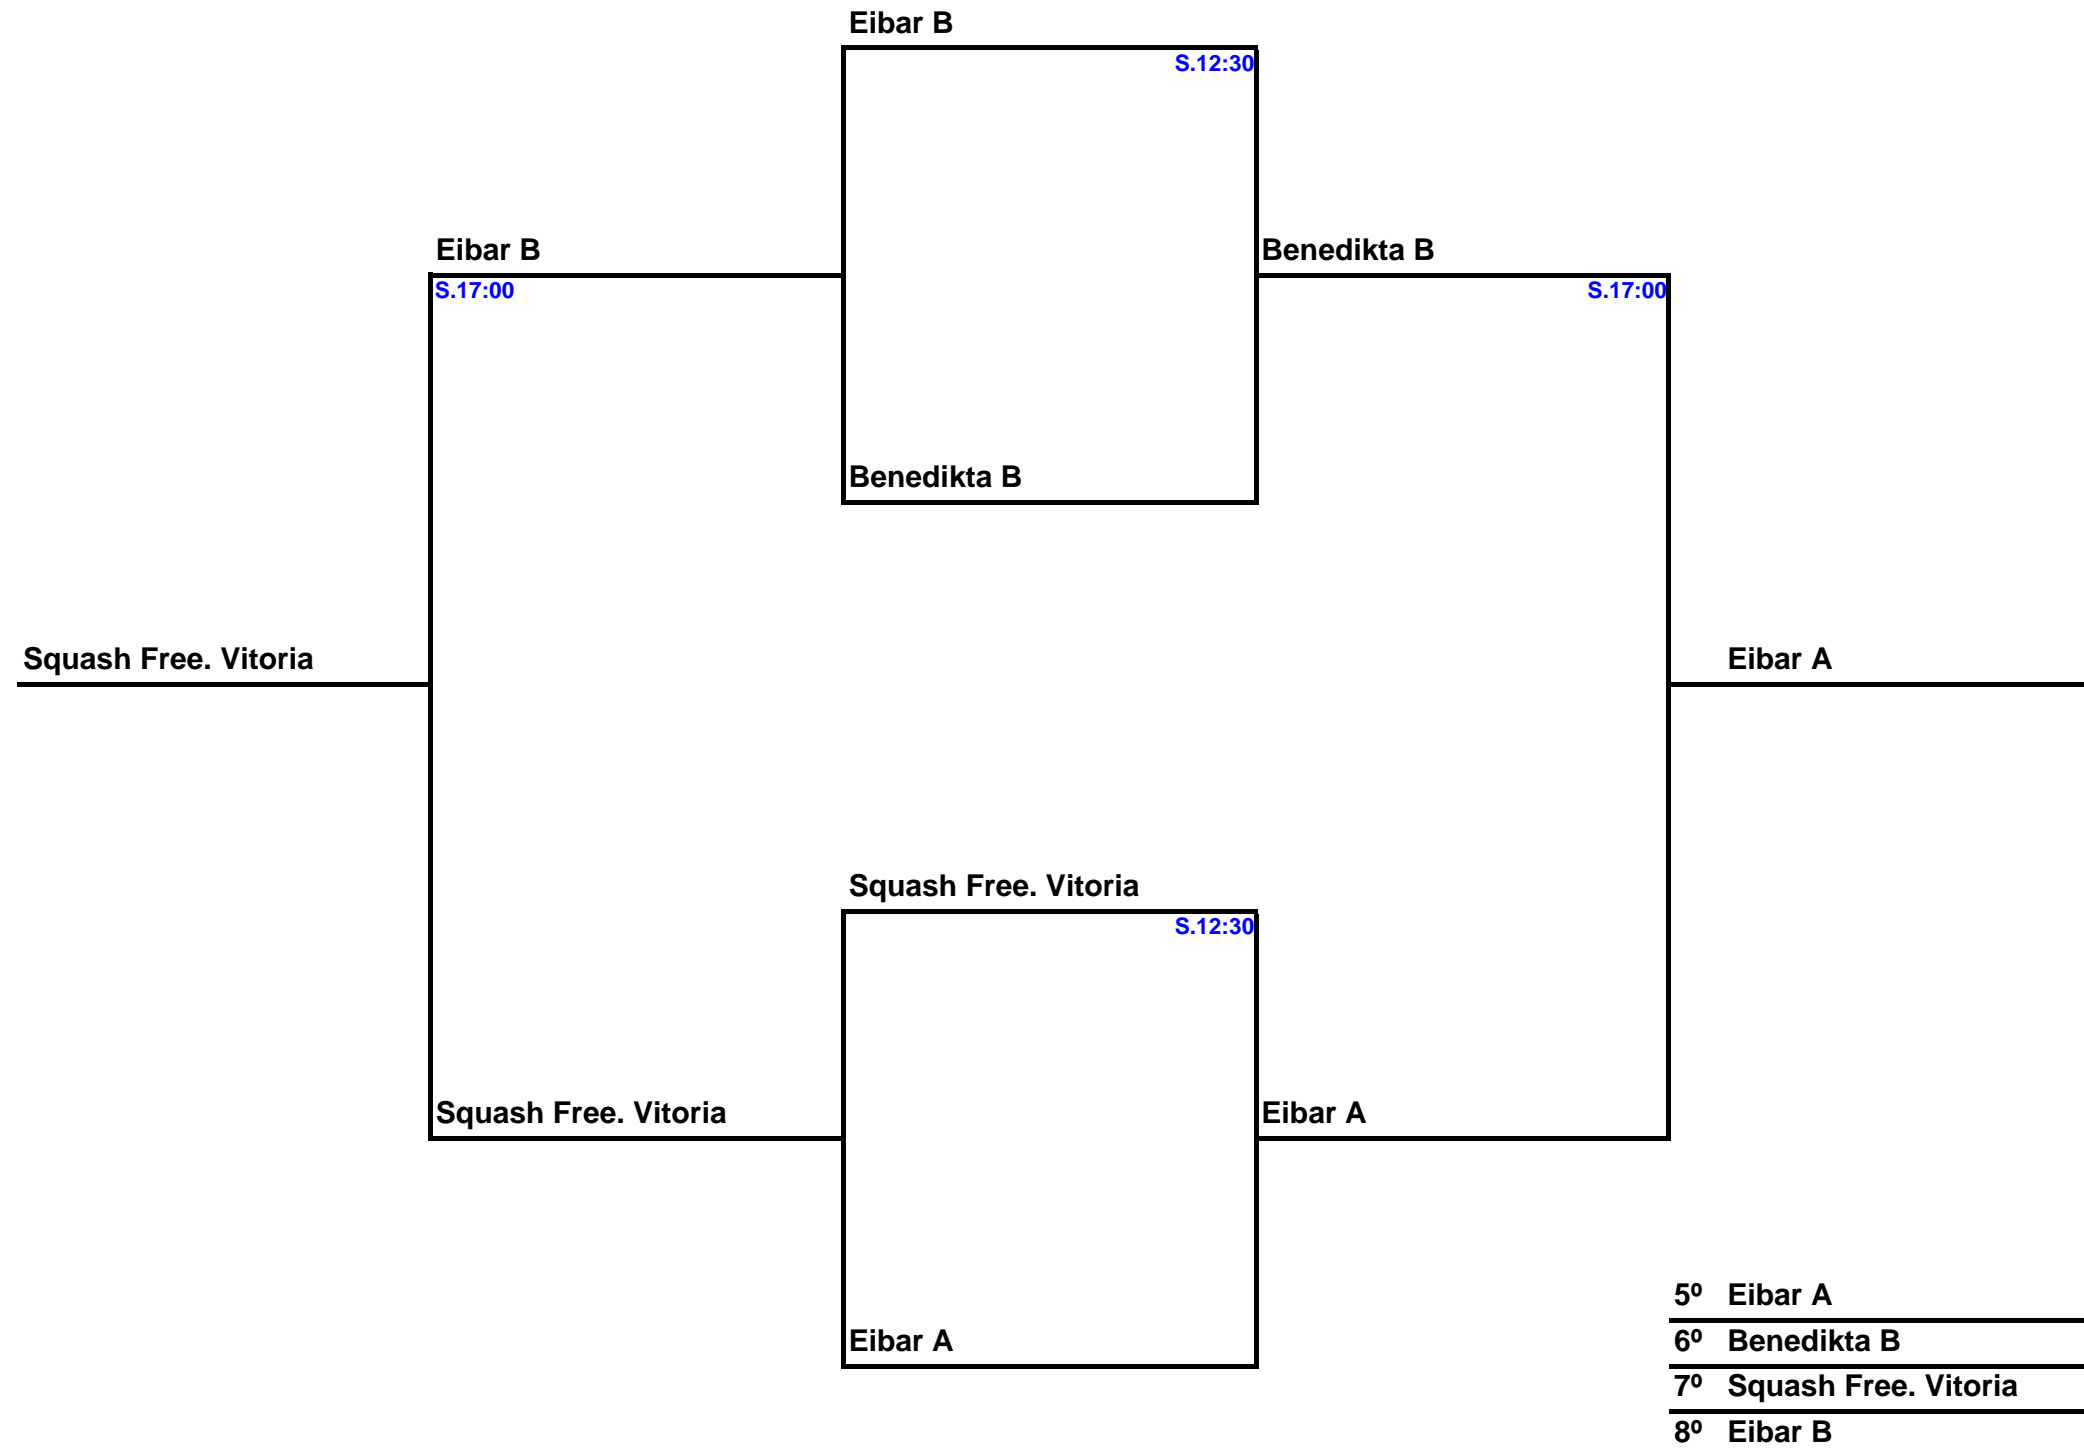 Eibar B
S.12:30
Eibar B
Benedikta B
S.17:00
S.17:00
Benedikta B
Squash Free. Vitoria
Eibar A
Squash Free. Vitoria
S.12:30
Squash Free. Vitoria
Eibar A
5º Eibar A
Eibar A
6º Benedikta B
7º Squash Free. Vitoria
8º Eibar B